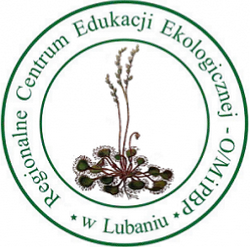 Regionalne Centrum Edukacji Ekologicznej - O/MiPBP
• w Lubaniu •